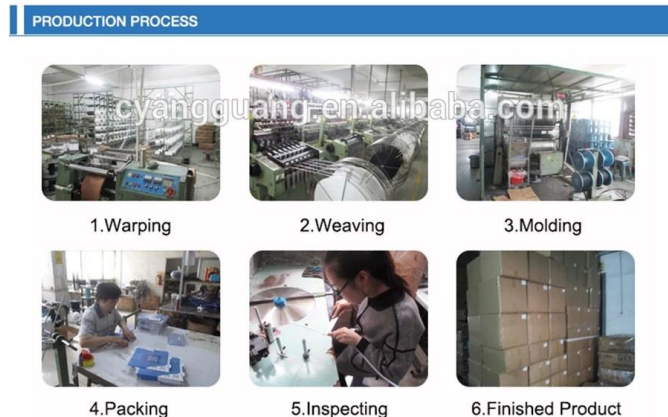 PRODUCTION PROCESS
cyangguang.en.alibaba.com
1.Warping
2.Weaving
3.Molding
4.Packing
5.Inspecting
6.Finished Product